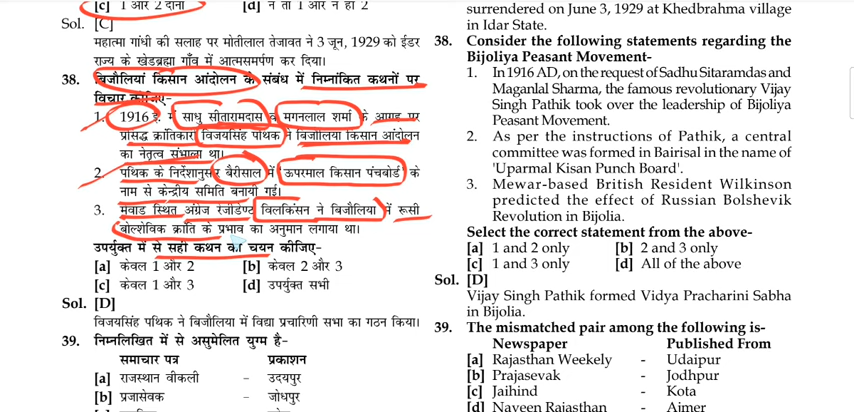 [c] 1 और 2 दोनों [d] न तो 1 और न ही 2
Sol. [C]
महात्मा गांधी की सलाह पर मोतीलाल तेजावत ने 3 जून, 1929 को ईडर
राज्य के खेडब्रह्मा गाँव में आत्मसमर्पण कर दिया।
38. बिजौलियां किसान आंदोलन के संबंध में निम्नांकित कथनों पर
विचार कीजिए-
1. 1916 ई. में साधु सीतारामदास व मगनलाल शर्मा के आग्रह पर
प्रसिद्ध क्रांतिकारी विजयसिंह पथिक ने बिजौलिया किसान आंदोलन
का नेतृत्व संभाला था।
2. पथिक के निर्देशानुसार बैरीसाल में 'ऊपरमाल किसान पंचबोर्ड' के
नाम से केन्द्रीय समिति बनायी गई।
3. मेवाड़ स्थित अंग्रेज रेजीडेण्ट विलकिंसन ने बिजौलिया में रूसी
बोल्शेविक क्रांति के प्रभाव का अनुमान लगाया था।
उपर्युक्त में से सही कथन का चयन कीजिए-
[a] केवल 1 और 2 [b] केवल 2 और 3
[c] केवल 1 और 3 [d] उपर्युक्त सभी
Sol. [D]
विजयसिंह पथिक ने बिजौलिया में विद्या प्रचारिणी सभा का गठन किया।
39. निम्नलिखित में से असुमेलित युग्म है-
समाचार पत्र प्रकाशन
[a] राजस्थान वीकली – उदयपुर
[b] प्रजासेवक – जोधपुर
surrendered on June 3, 1929 at Khedbrahma village
in Idar State.
38. Consider the following statements regarding the
Bijoliya Peasant Movement-
1. In 1916 AD, on the request of Sadhu Sitaramdas and
Maganlal Sharma, the famous revolutionary Vijay
Singh Pathik took over the leadership of Bijoliya
Peasant Movement.
2. As per the instructions of Pathik, a central
committee was formed in Bairisal in the name of
'Uparmal Kisan Punch Board'.
3. Mewar-based British Resident Wilkinson
predicted the effect of Russian Bolshevik
Revolution in Bijolia.
Select the correct statement from the above-
[a] 1 and 2 only [b] 2 and 3 only
[c] 1 and 3 only [d] All of the above
Sol. [D]
Vijay Singh Pathik formed Vidya Pracharini Sabha
in Bijolia.
39. The mismatched pair among the following is-
Newspaper Published From
[a] Rajasthan Weekely - Udaipur
[b] Prajasevak - Jodhpur
[c] Jaihind - Kota
[d] Naveen Rajasthan - Ajmer